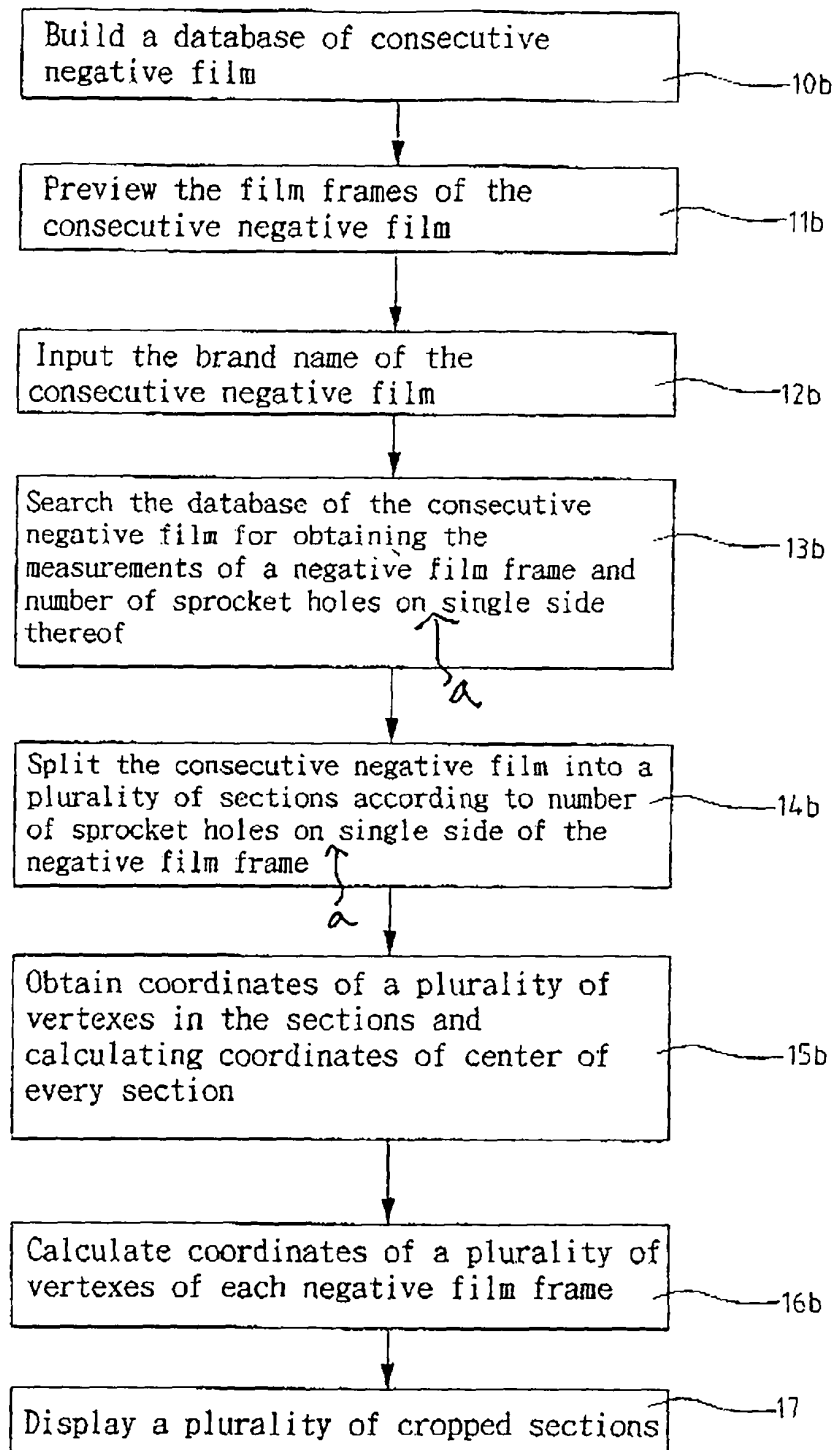 Build a database of consecutive
negative film
10b
Preview the film frames of the
consecutive negative film
11b
Input the brand name of the
consecutive negative film
12b
Search the database of the consecutive
negative film for obtaining the
measurements of a negative film frame and
number of sprocket holes on single side
thereof
13b
a
Split the consecutive negative film into a
plurality of sections according to number
of sprocket holes on single side of the
negative film frame
14b
a
Obtain coordinates of a plurality of
vertexes in the sections and
calculating coordinates of center of
every section
15b
Calculate coordinates of a plurality of
vertexes of each negative film frame
16b
Display a plurality of cropped sections
17